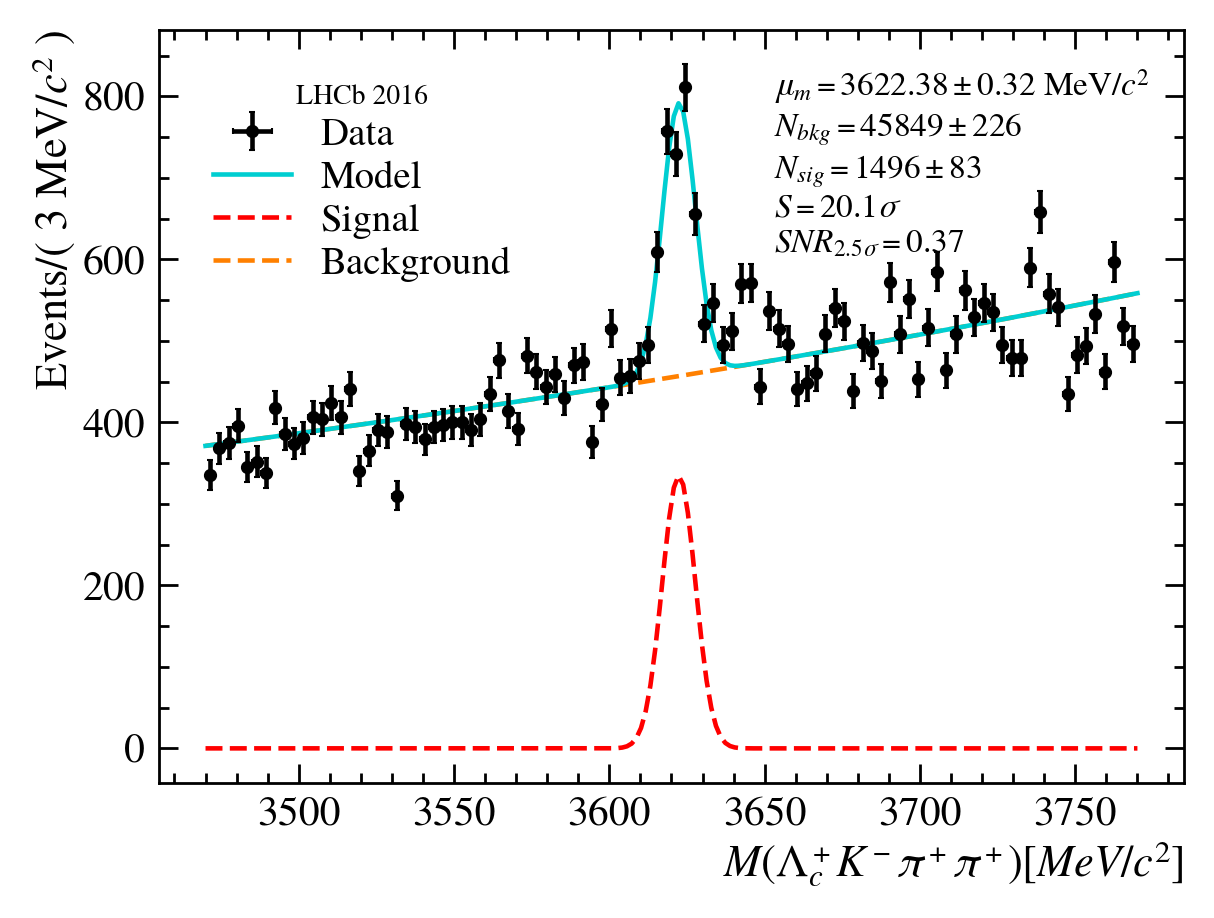 Events/( 3 MeV/c² )
800
600
400
200
0
LHCb 2016
Data
Model
Signal
Background
μₘ = 3622.38 ± 0.32 MeV/c²
N_bkg = 45849 ± 226
N_sig = 1496 ± 83
S = 20.1σ
SNR_2.5σ = 0.37
3500 3550 3600 3650 3700 3750
M(Λ_c⁺K⁻π⁺π⁺)[MeV/c²]